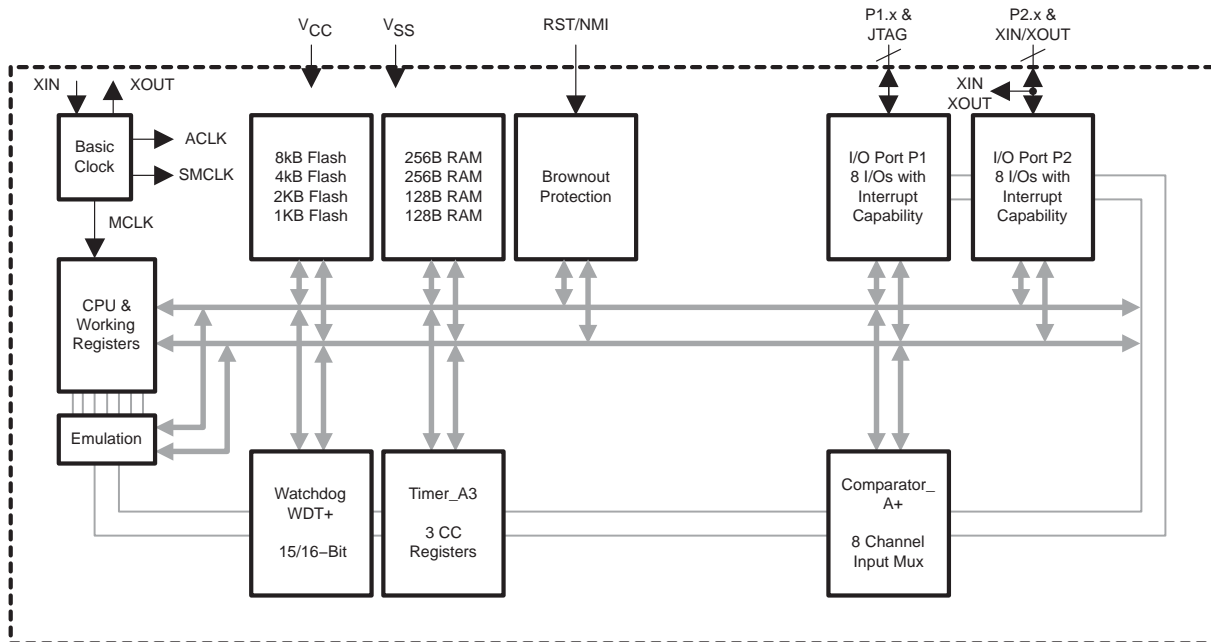 VCC
VSS
RST/NMI
P1.x &
JTAG
P2.x &
XIN/XOUT
XIN
XOUT
XIN
XOUT
Basic
Clock
ACLK
SMCLK
MCLK
8kB Flash
4kB Flash
2KB Flash
1KB Flash
256B RAM
256B RAM
128B RAM
128B RAM
Brownout
Protection
I/O Port P1
8 I/Os with
Interrupt
Capability
I/O Port P2
8 I/Os with
Interrupt
Capability
CPU &
Working
Registers
Emulation
Watchdog
WDT+
15/16−Bit
Timer_A3
3 CC
Registers
Comparator_
A+
8 Channel
Input Mux